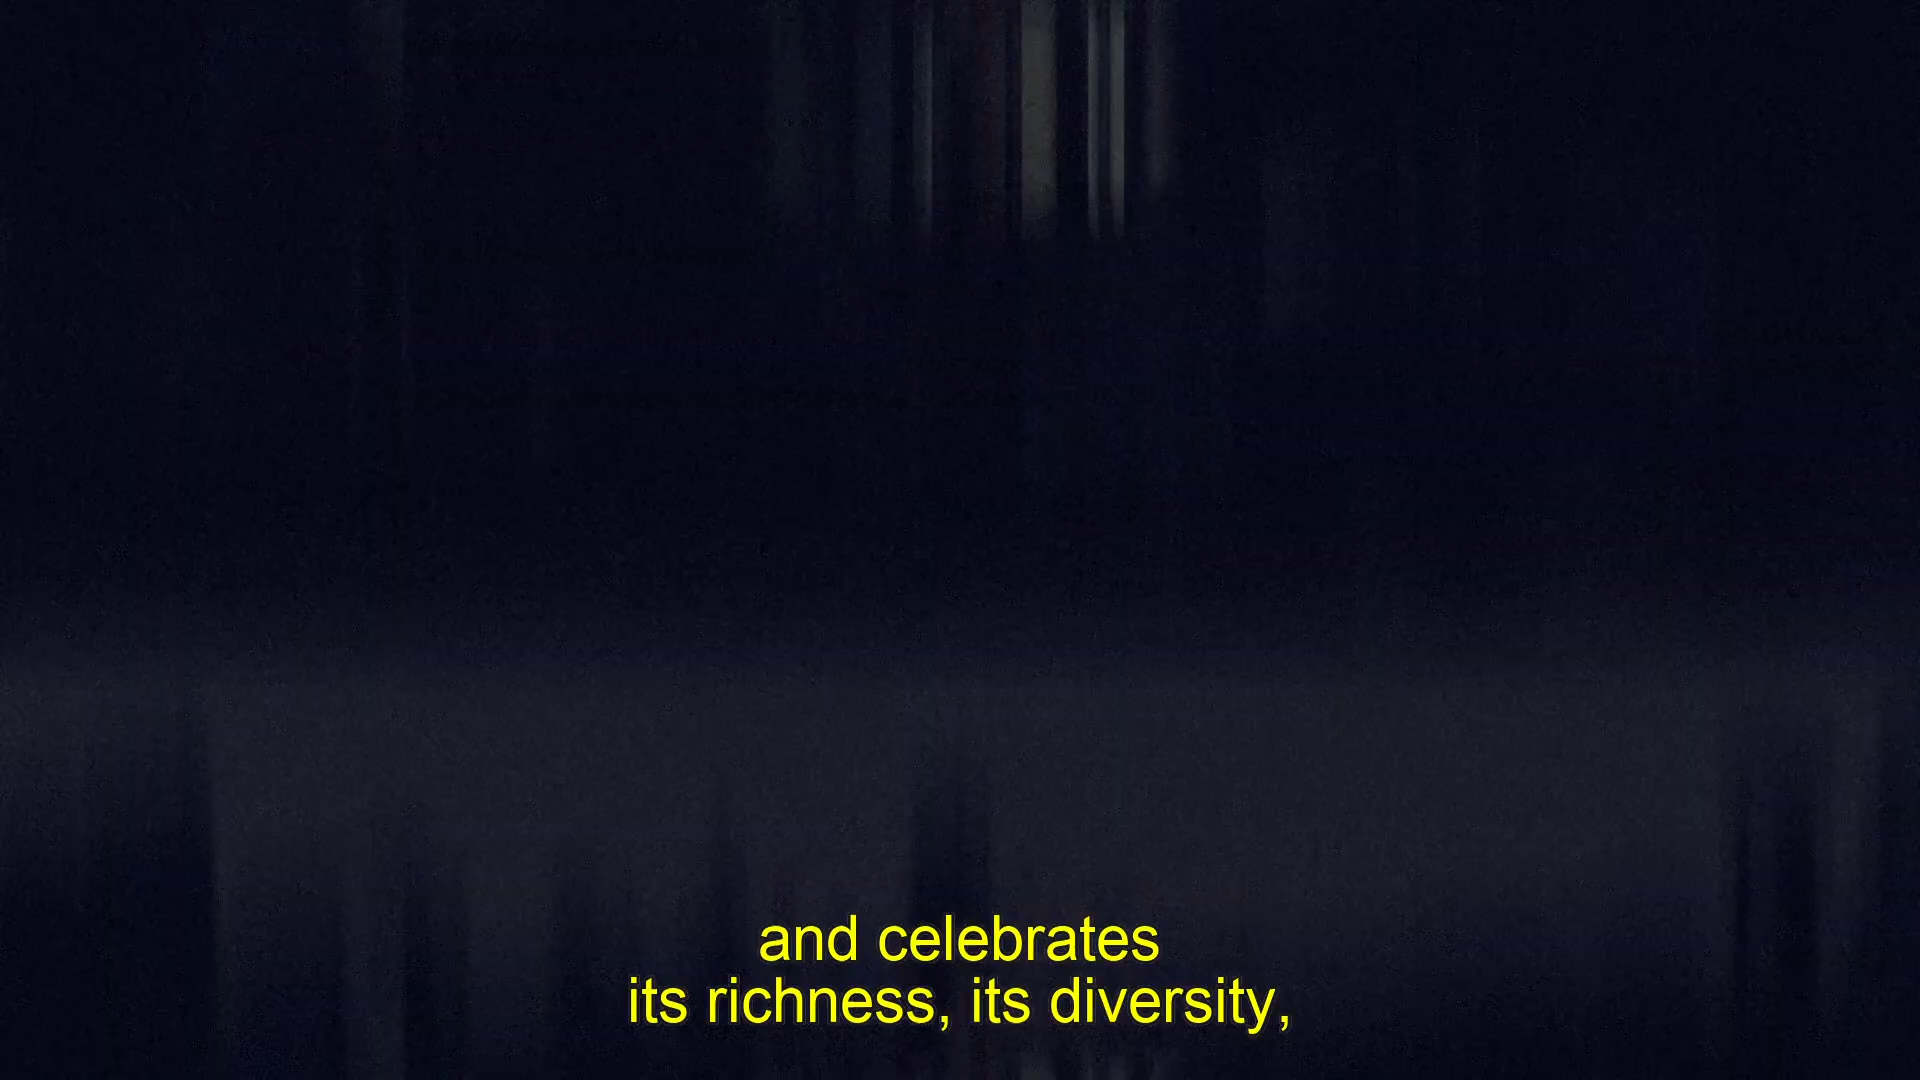 and celebrates
its richness, its diversity,